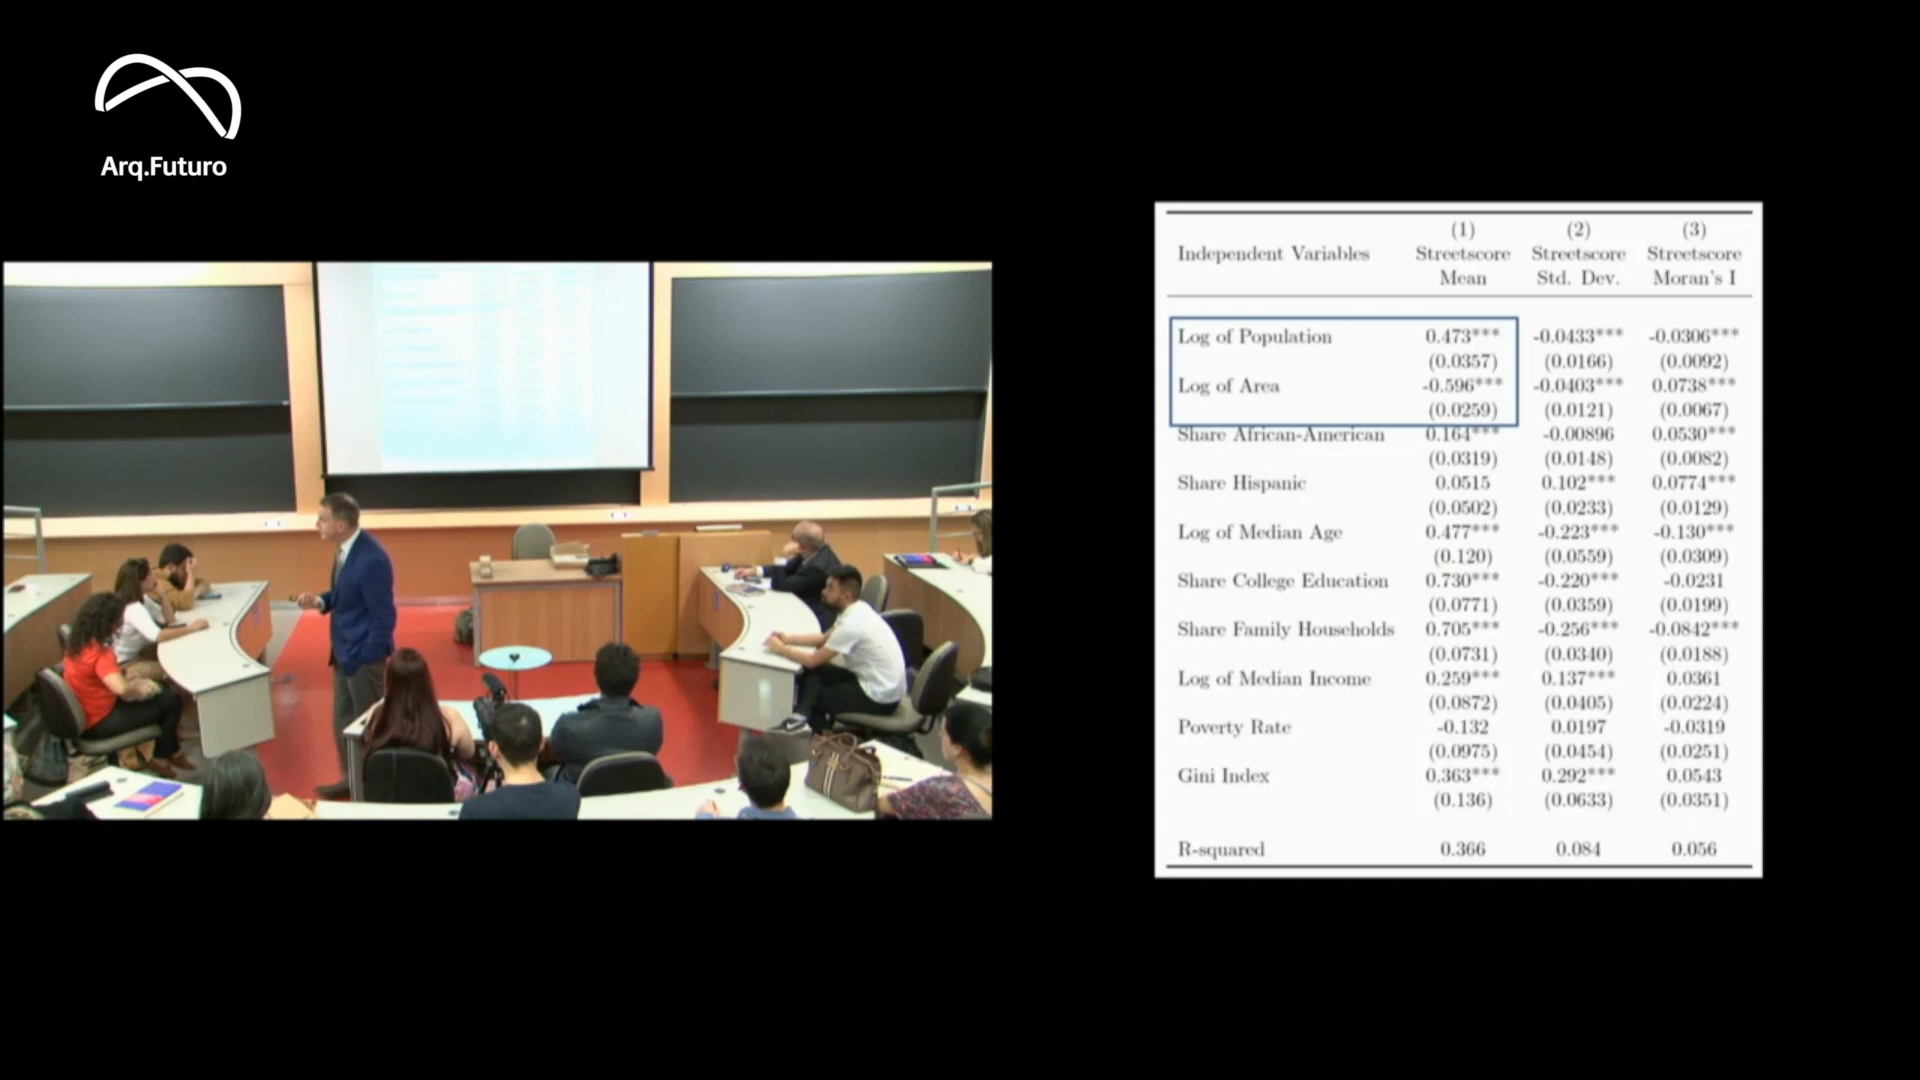 Arq.Futuro
(1) (2) (3)
Independent Variables Streetscore Streetscore Streetscore
Mean Std. Dev. Moran's I
Log of Population 0.473*** -0.0433*** -0.0306***
(0.0357) (0.0166) (0.0092)
Log of Area -0.596*** -0.0403*** 0.0738***
(0.0259) (0.0121) (0.0067)
Share African-American 0.164*** -0.00896 0.0530***
(0.0319) (0.0148) (0.0082)
Share Hispanic 0.0515 0.102*** 0.0774***
(0.0502) (0.0233) (0.0129)
Log of Median Age 0.477*** -0.223*** -0.130***
(0.120) (0.0559) (0.0309)
Share College Education 0.730*** -0.220*** -0.0231
(0.0771) (0.0359) (0.0199)
Share Family Households 0.705*** -0.256*** -0.0842***
(0.0731) (0.0340) (0.0188)
Log of Median Income 0.259*** 0.137*** 0.0361
(0.0872) (0.0405) (0.0224)
Poverty Rate -0.132 0.0197 -0.0319
(0.0975) (0.0454) (0.0251)
Gini Index 0.363*** 0.292*** 0.0543
(0.136) (0.0633) (0.0351)
R-squared 0.366 0.084 0.056